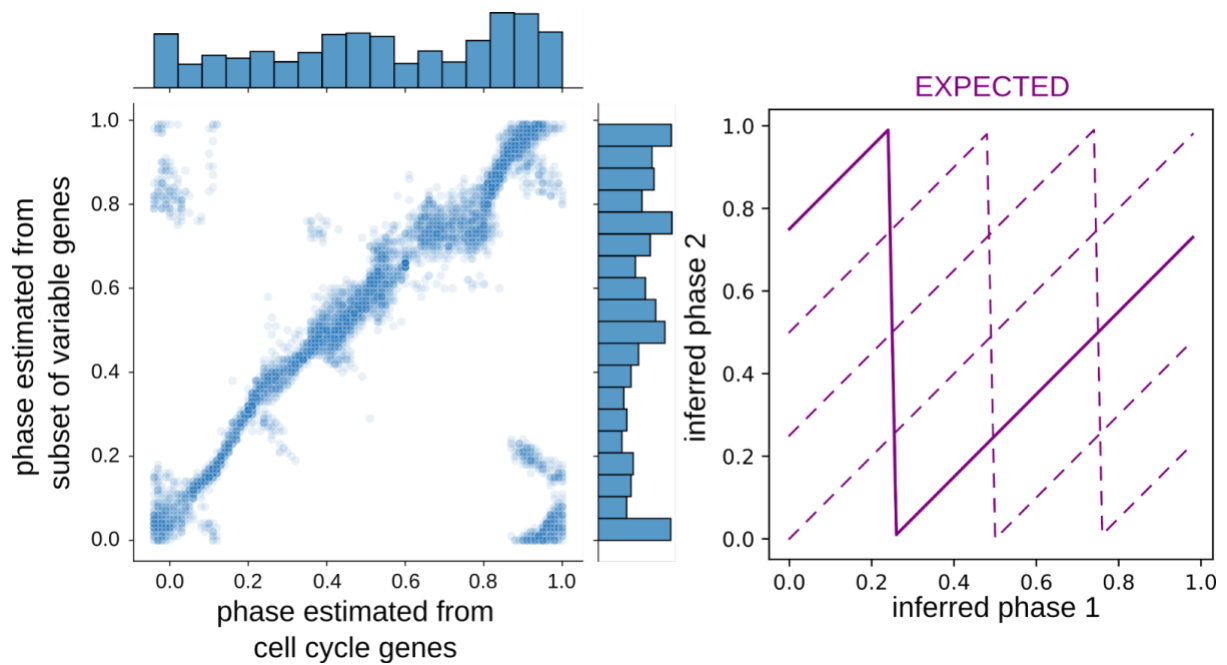 EXPECTED
1.0
0.8
0.6
0.4
0.2
0.0
phase estimated from
subset of variable genes
0.0 0.2 0.4 0.6 0.8 1.0
phase estimated from
cell cycle genes
1.0
0.8
0.6
0.4
0.2
0.0
inferred phase 2
0.0 0.2 0.4 0.6 0.8 1.0
inferred phase 1